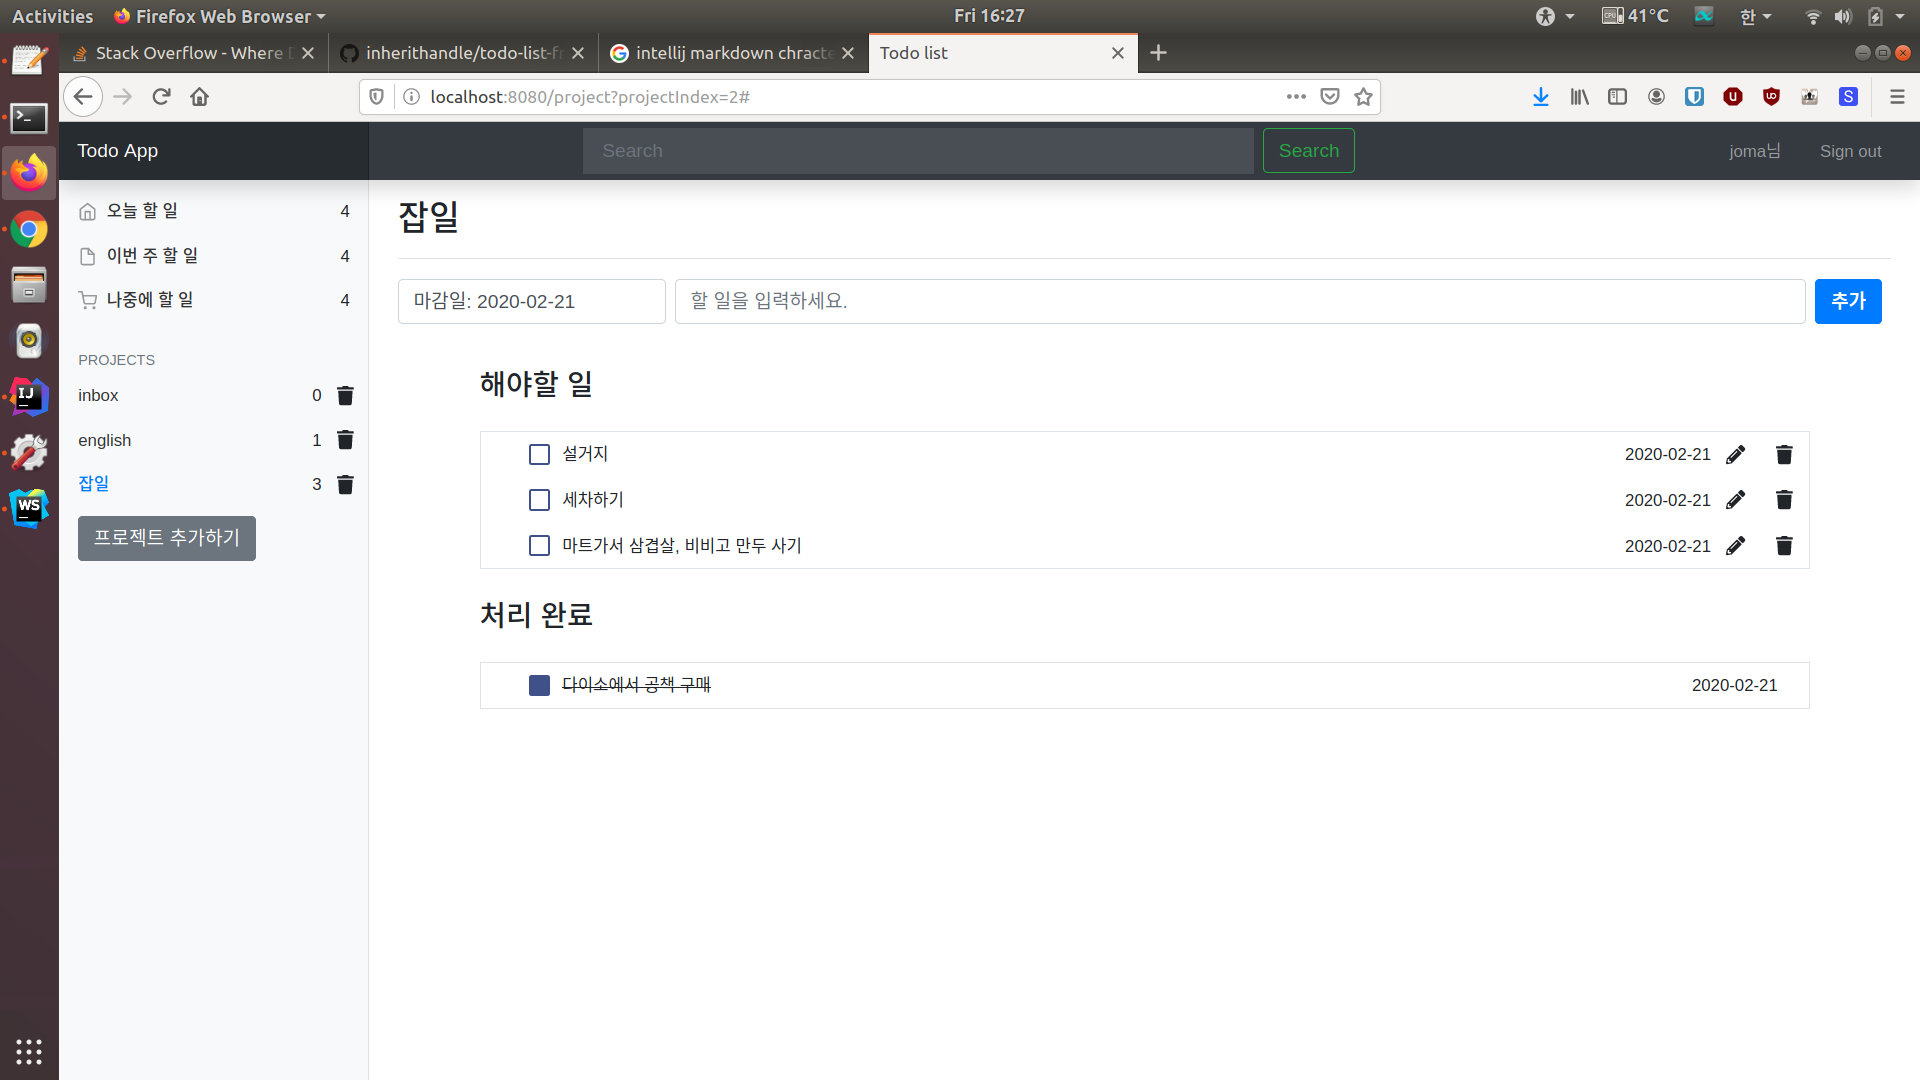 Activities
Firefox Web Browser
Fri 16:27
41°C
한
Stack Overflow - Where D
inherithandle/todo-list-fr
intellij markdown chracte
Todo list
localhost:8080/project?projectIndex=2#
Todo App
Search
Search
joma님
Sign out
오늘 할 일 4
이번 주 할 일 4
나중에 할 일 4
PROJECTS
inbox 0
english 1
잡일 3
프로젝트 추가하기
잡일
마감일: 2020-02-21
할 일을 입력하세요.
추가
해야할 일
설거지 2020-02-21
세차하기 2020-02-21
마트가서 삼겹살, 비비고 만두 사기 2020-02-21
처리 완료
다이소에서 공책 구매 2020-02-21
IJ
WS
S